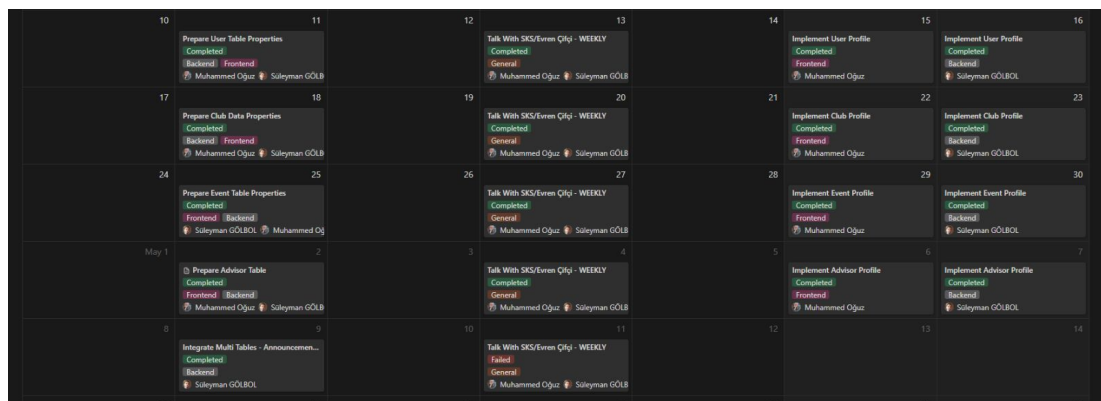 10 11 12 13 14 15 16
Prepare User Table Properties
Completed
Backend Frontend
Muhammed Oğuz Süleyman GÖLB
Talk With SKS/Evren Çifçi - WEEKLY
Completed
General
Muhammed Oğuz Süleyman GÖLB
Implement User Profile
Completed
Frontend
Muhammed Oğuz
Implement User Profile
Completed
Backend
Süleyman GÖLBOL
17 18 19 20 21 22 23
Prepare Club Data Properties
Completed
Backend Frontend
Muhammed Oğuz Süleyman GÖLB
Talk With SKS/Evren Çifçi - WEEKLY
Completed
General
Muhammed Oğuz Süleyman GÖLB
Implement Club Profile
Completed
Frontend
Muhammed Oğuz
Implement Club Profile
Completed
Backend
Süleyman GÖLBOL
24 25 26 27 28 29 30
Prepare Event Table Properties
Completed
Frontend Backend
Süleyman GÖLBOL Muhammed Oğ
Talk With SKS/Evren Çifçi - WEEKLY
Completed
General
Muhammed Oğuz Süleyman GÖLB
Implement Event Profile
Completed
Frontend
Muhammed Oğuz
Implement Event Profile
Completed
Backend
Süleyman GÖLBOL
May 1 2 3 4 5 6 7
Prepare Advisor Table
Completed
Frontend Backend
Muhammed Oğuz Süleyman GÖLB
Talk With SKS/Evren Çifçi - WEEKLY
Completed
General
Muhammed Oğuz Süleyman GÖLB
Implement Advisor Profile
Completed
Frontend
Muhammed Oğuz
Implement Advisor Profile
Completed
Backend
Süleyman GÖLBOL
8 9 10 11 12 13 14
Integrate Multi Tables - Announcemen...
Completed
Backend
Süleyman GÖLBOL
Talk With SKS/Evren Çifçi - WEEKLY
Failed
General
Muhammed Oğuz Süleyman GÖLB